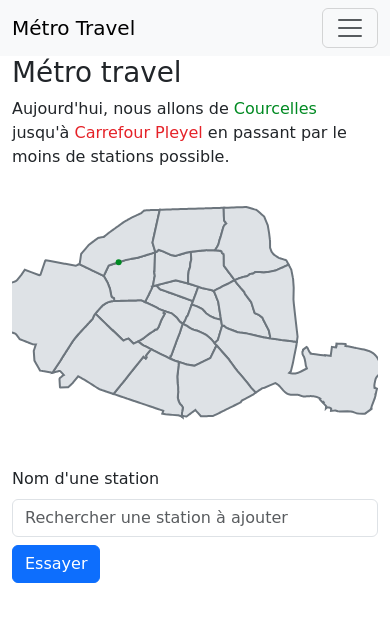 Métro Travel
Métro travel
Aujourd'hui, nous allons de Courcelles
jusqu'à Carrefour Pleyel en passant par le
moins de stations possible.
Nom d'une station
Rechercher une station à ajouter
Essayer